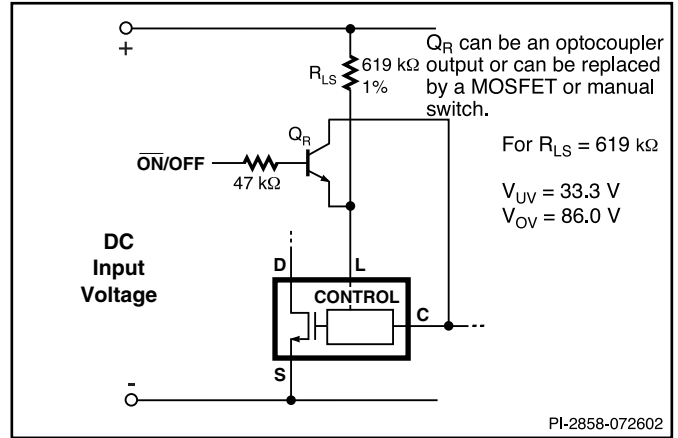 +
R_LS
619 kΩ
1%
Q_R can be an optocoupler
output or can be replaced
by a MOSFET or manual
switch.
Q_R
For R_LS = 619 kΩ
O̅N̅/OFF
47 kΩ
V_UV = 33.3 V
V_OV = 86.0 V
DC
Input
Voltage
D
L
CONTROL
C
S
-
PI-2858-072602